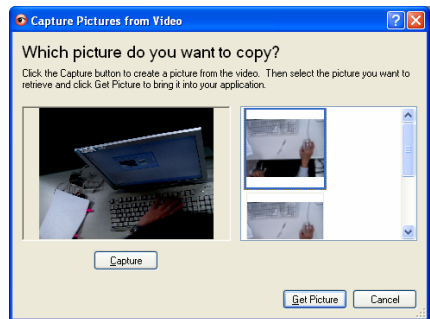 Capture Pictures from Video
Which picture do you want to copy?
Click the Capture button to create a picture from the video. Then select the picture you want to
retrieve and click Get Picture to bring it into your application.
Capture
Get Picture
Cancel